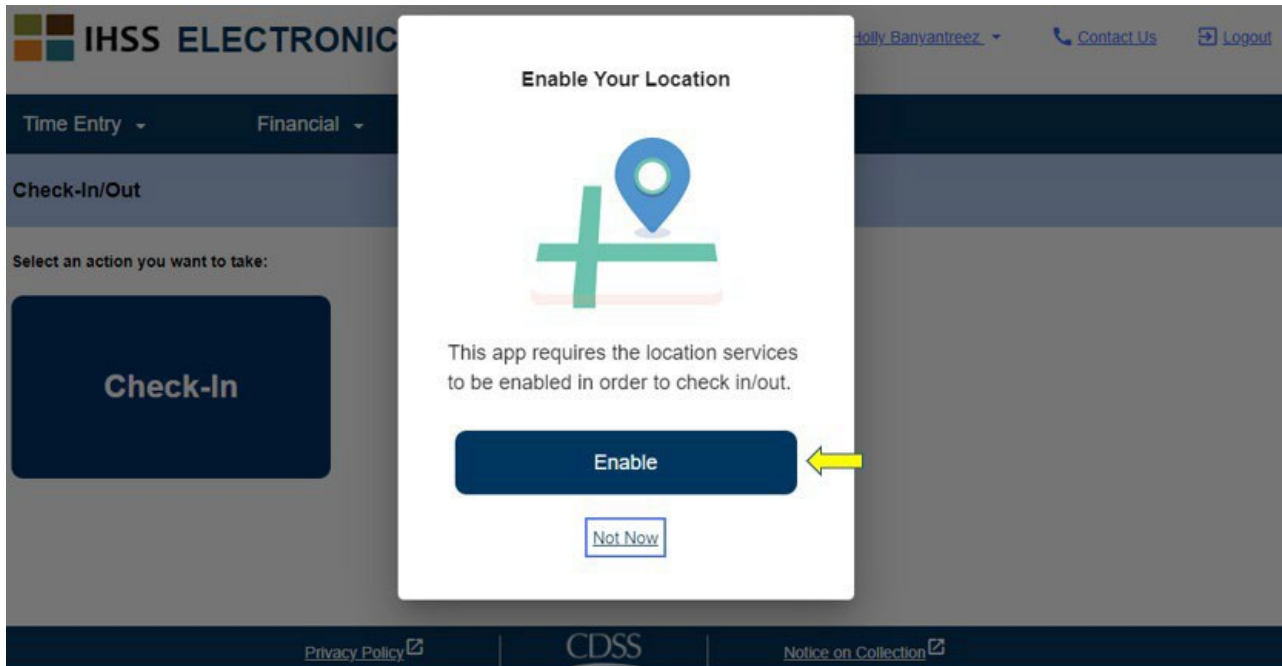 IHSS ELECTRONIC
Holly Banyantreez
Contact Us
Logout
Time Entry
Financial
Check-In/Out
Select an action you want to take:
Check-In
Enable Your Location
This app requires the location services
to be enabled in order to check in/out.
Enable
Not Now
Privacy Policy
CDSS
Notice on Collection